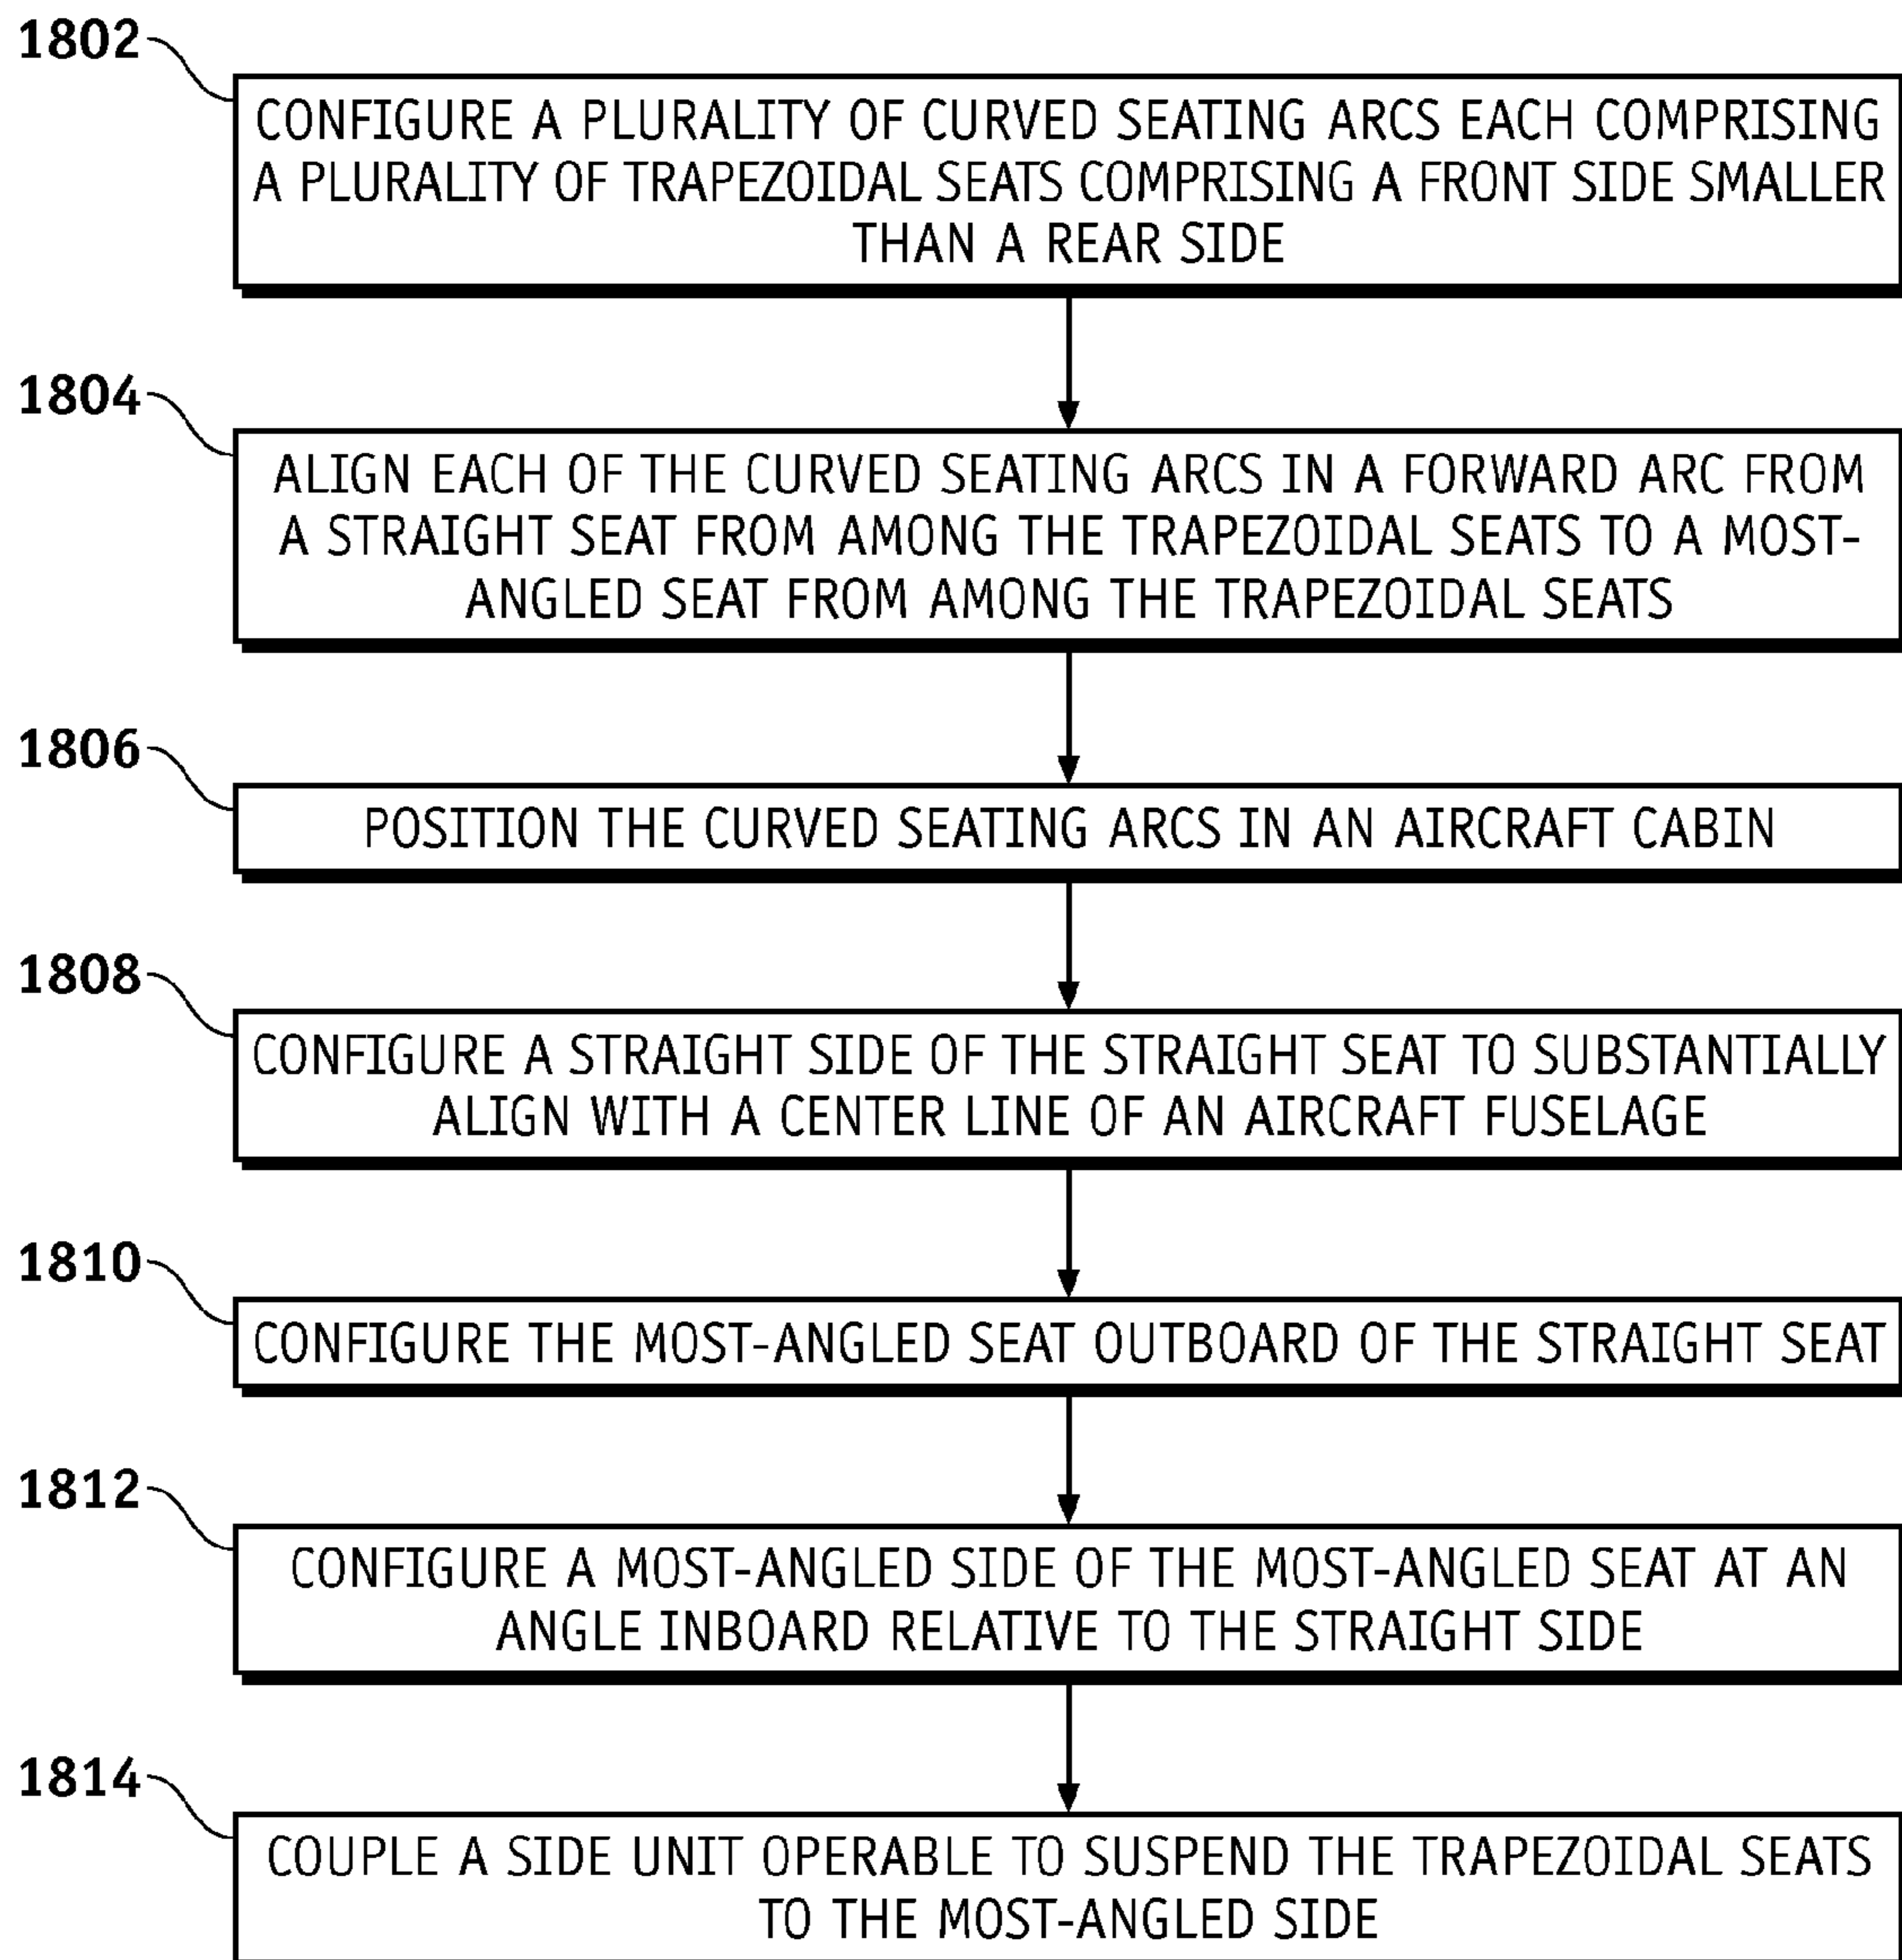 1802
CONFIGURE A PLURALITY OF CURVED SEATING ARCS EACH COMPRISING
A PLURALITY OF TRAPEZOIDAL SEATS COMPRISING A FRONT SIDE SMALLER
THAN A REAR SIDE
1804
ALIGN EACH OF THE CURVED SEATING ARCS IN A FORWARD ARC FROM
A STRAIGHT SEAT FROM AMONG THE TRAPEZOIDAL SEATS TO A MOST-
ANGLED SEAT FROM AMONG THE TRAPEZOIDAL SEATS
1806
POSITION THE CURVED SEATING ARCS IN AN AIRCRAFT CABIN
1808
CONFIGURE A STRAIGHT SIDE OF THE STRAIGHT SEAT TO SUBSTANTIALLY
ALIGN WITH A CENTER LINE OF AN AIRCRAFT FUSELAGE
1810
CONFIGURE THE MOST-ANGLED SEAT OUTBOARD OF THE STRAIGHT SEAT
1812
CONFIGURE A MOST-ANGLED SIDE OF THE MOST-ANGLED SEAT AT AN
ANGLE INBOARD RELATIVE TO THE STRAIGHT SIDE
1814
COUPLE A SIDE UNIT OPERABLE TO SUSPEND THE TRAPEZOIDAL SEATS
TO THE MOST-ANGLED SIDE